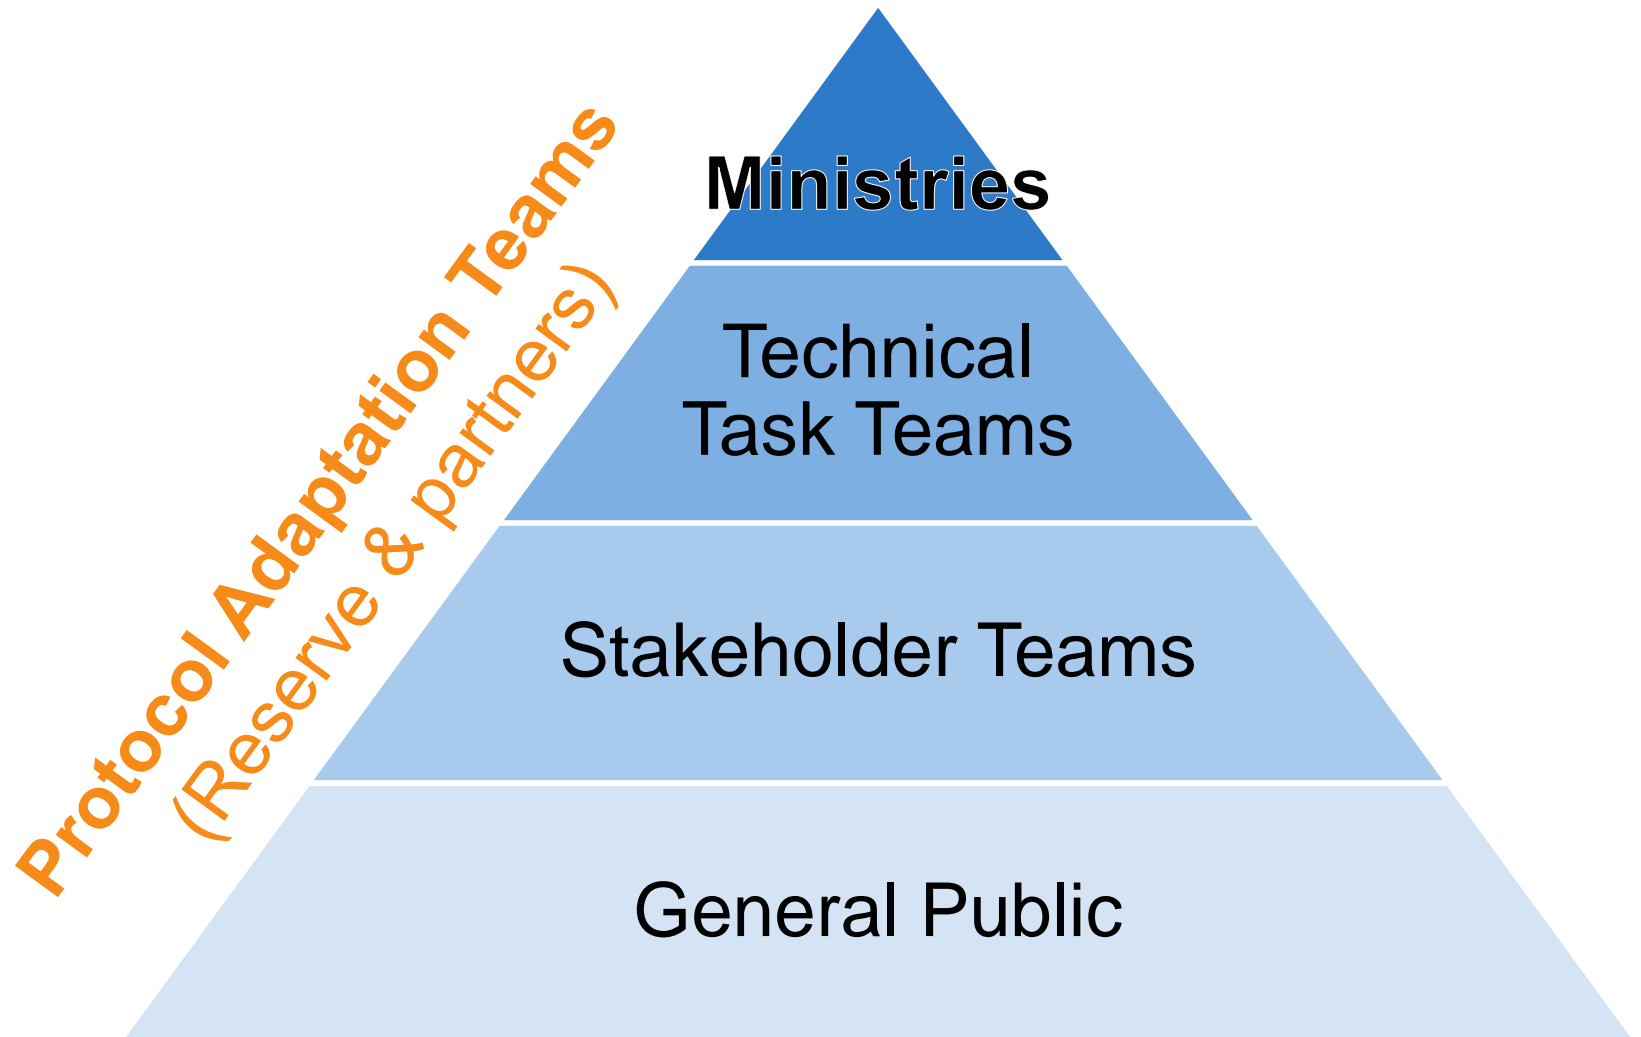 Protocol Adaptation Teams
(Reserve & partners)
Ministries
Technical
Task Teams
Stakeholder Teams
General Public